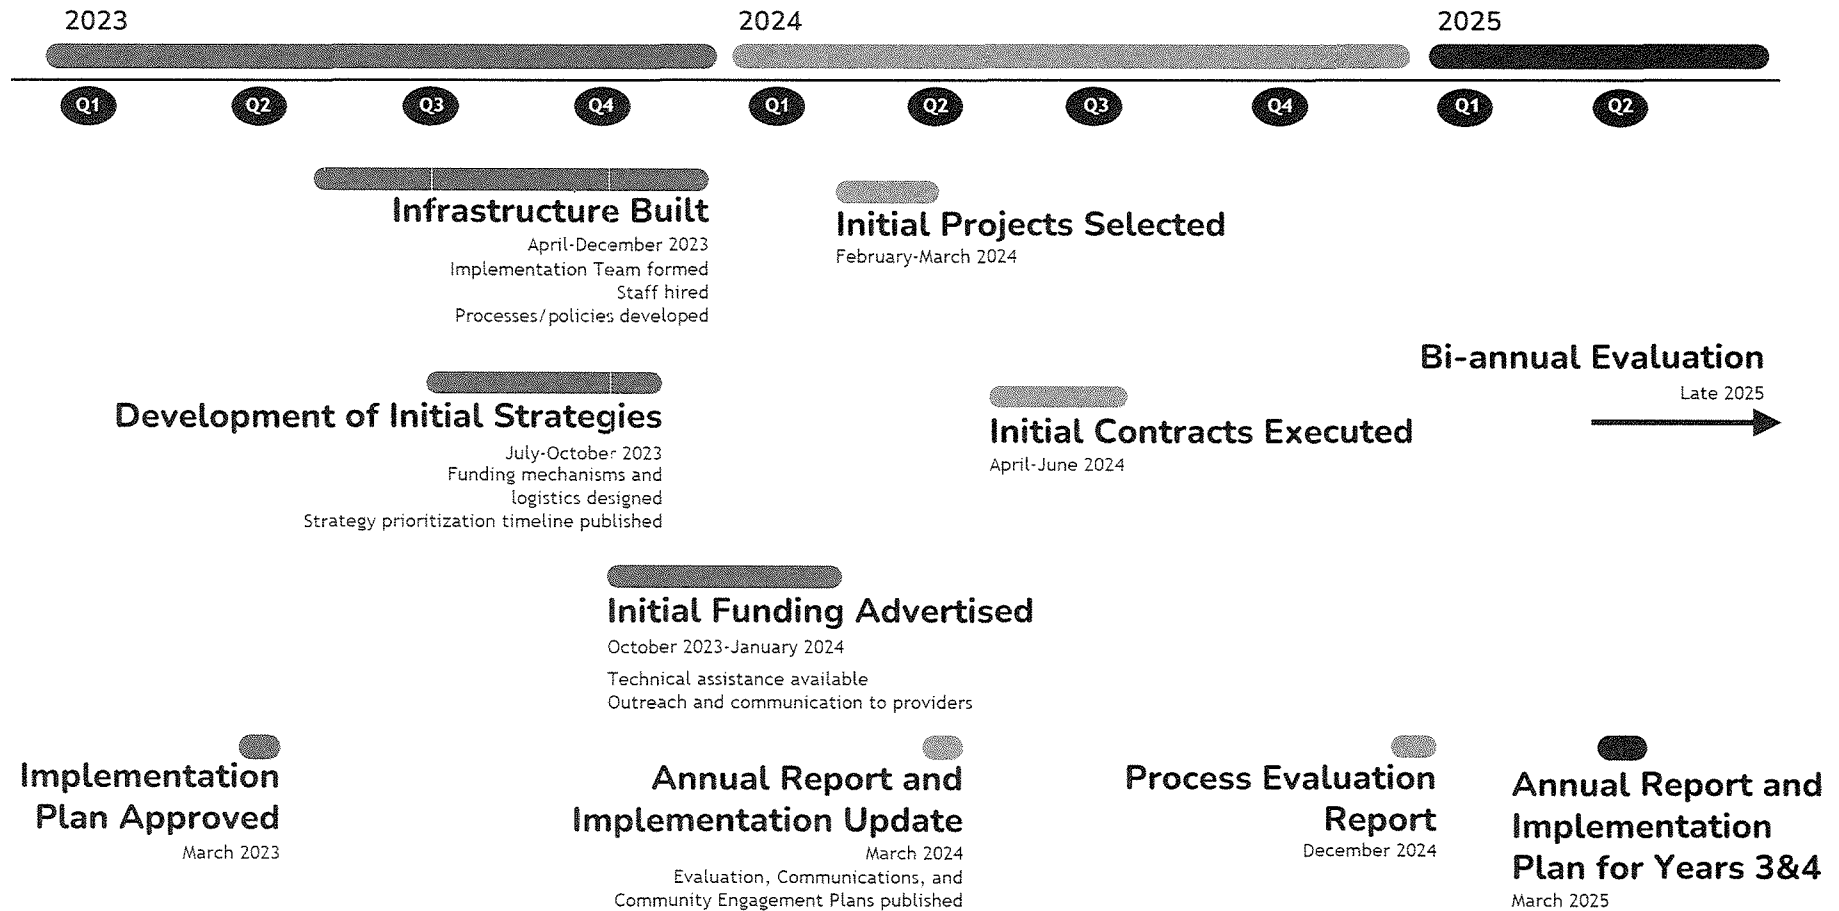 2023
2024
2025
Q1
Q2
Q3
Q4
Q1
Q2
Q3
Q4
Q1
Q2
Infrastructure Built
April-December 2023
Implementation Team formed
Staff hired
Processes/policies developed
Initial Projects Selected
February-March 2024
Bi-annual Evaluation
Late 2025
Development of Initial Strategies
July-October 2023
Funding mechanisms and
logistics designed
Strategy prioritization timeline published
Initial Contracts Executed
April-June 2024
Initial Funding Advertised
October 2023-January 2024
Technical assistance available
Outreach and communication to providers
Implementation
Plan Approved
March 2023
Annual Report and
Implementation Update
March 2024
Evaluation, Communications, and
Community Engagement Plans published
Process Evaluation
Report
December 2024
Annual Report and
Implementation
Plan for Years 3&4
March 2025